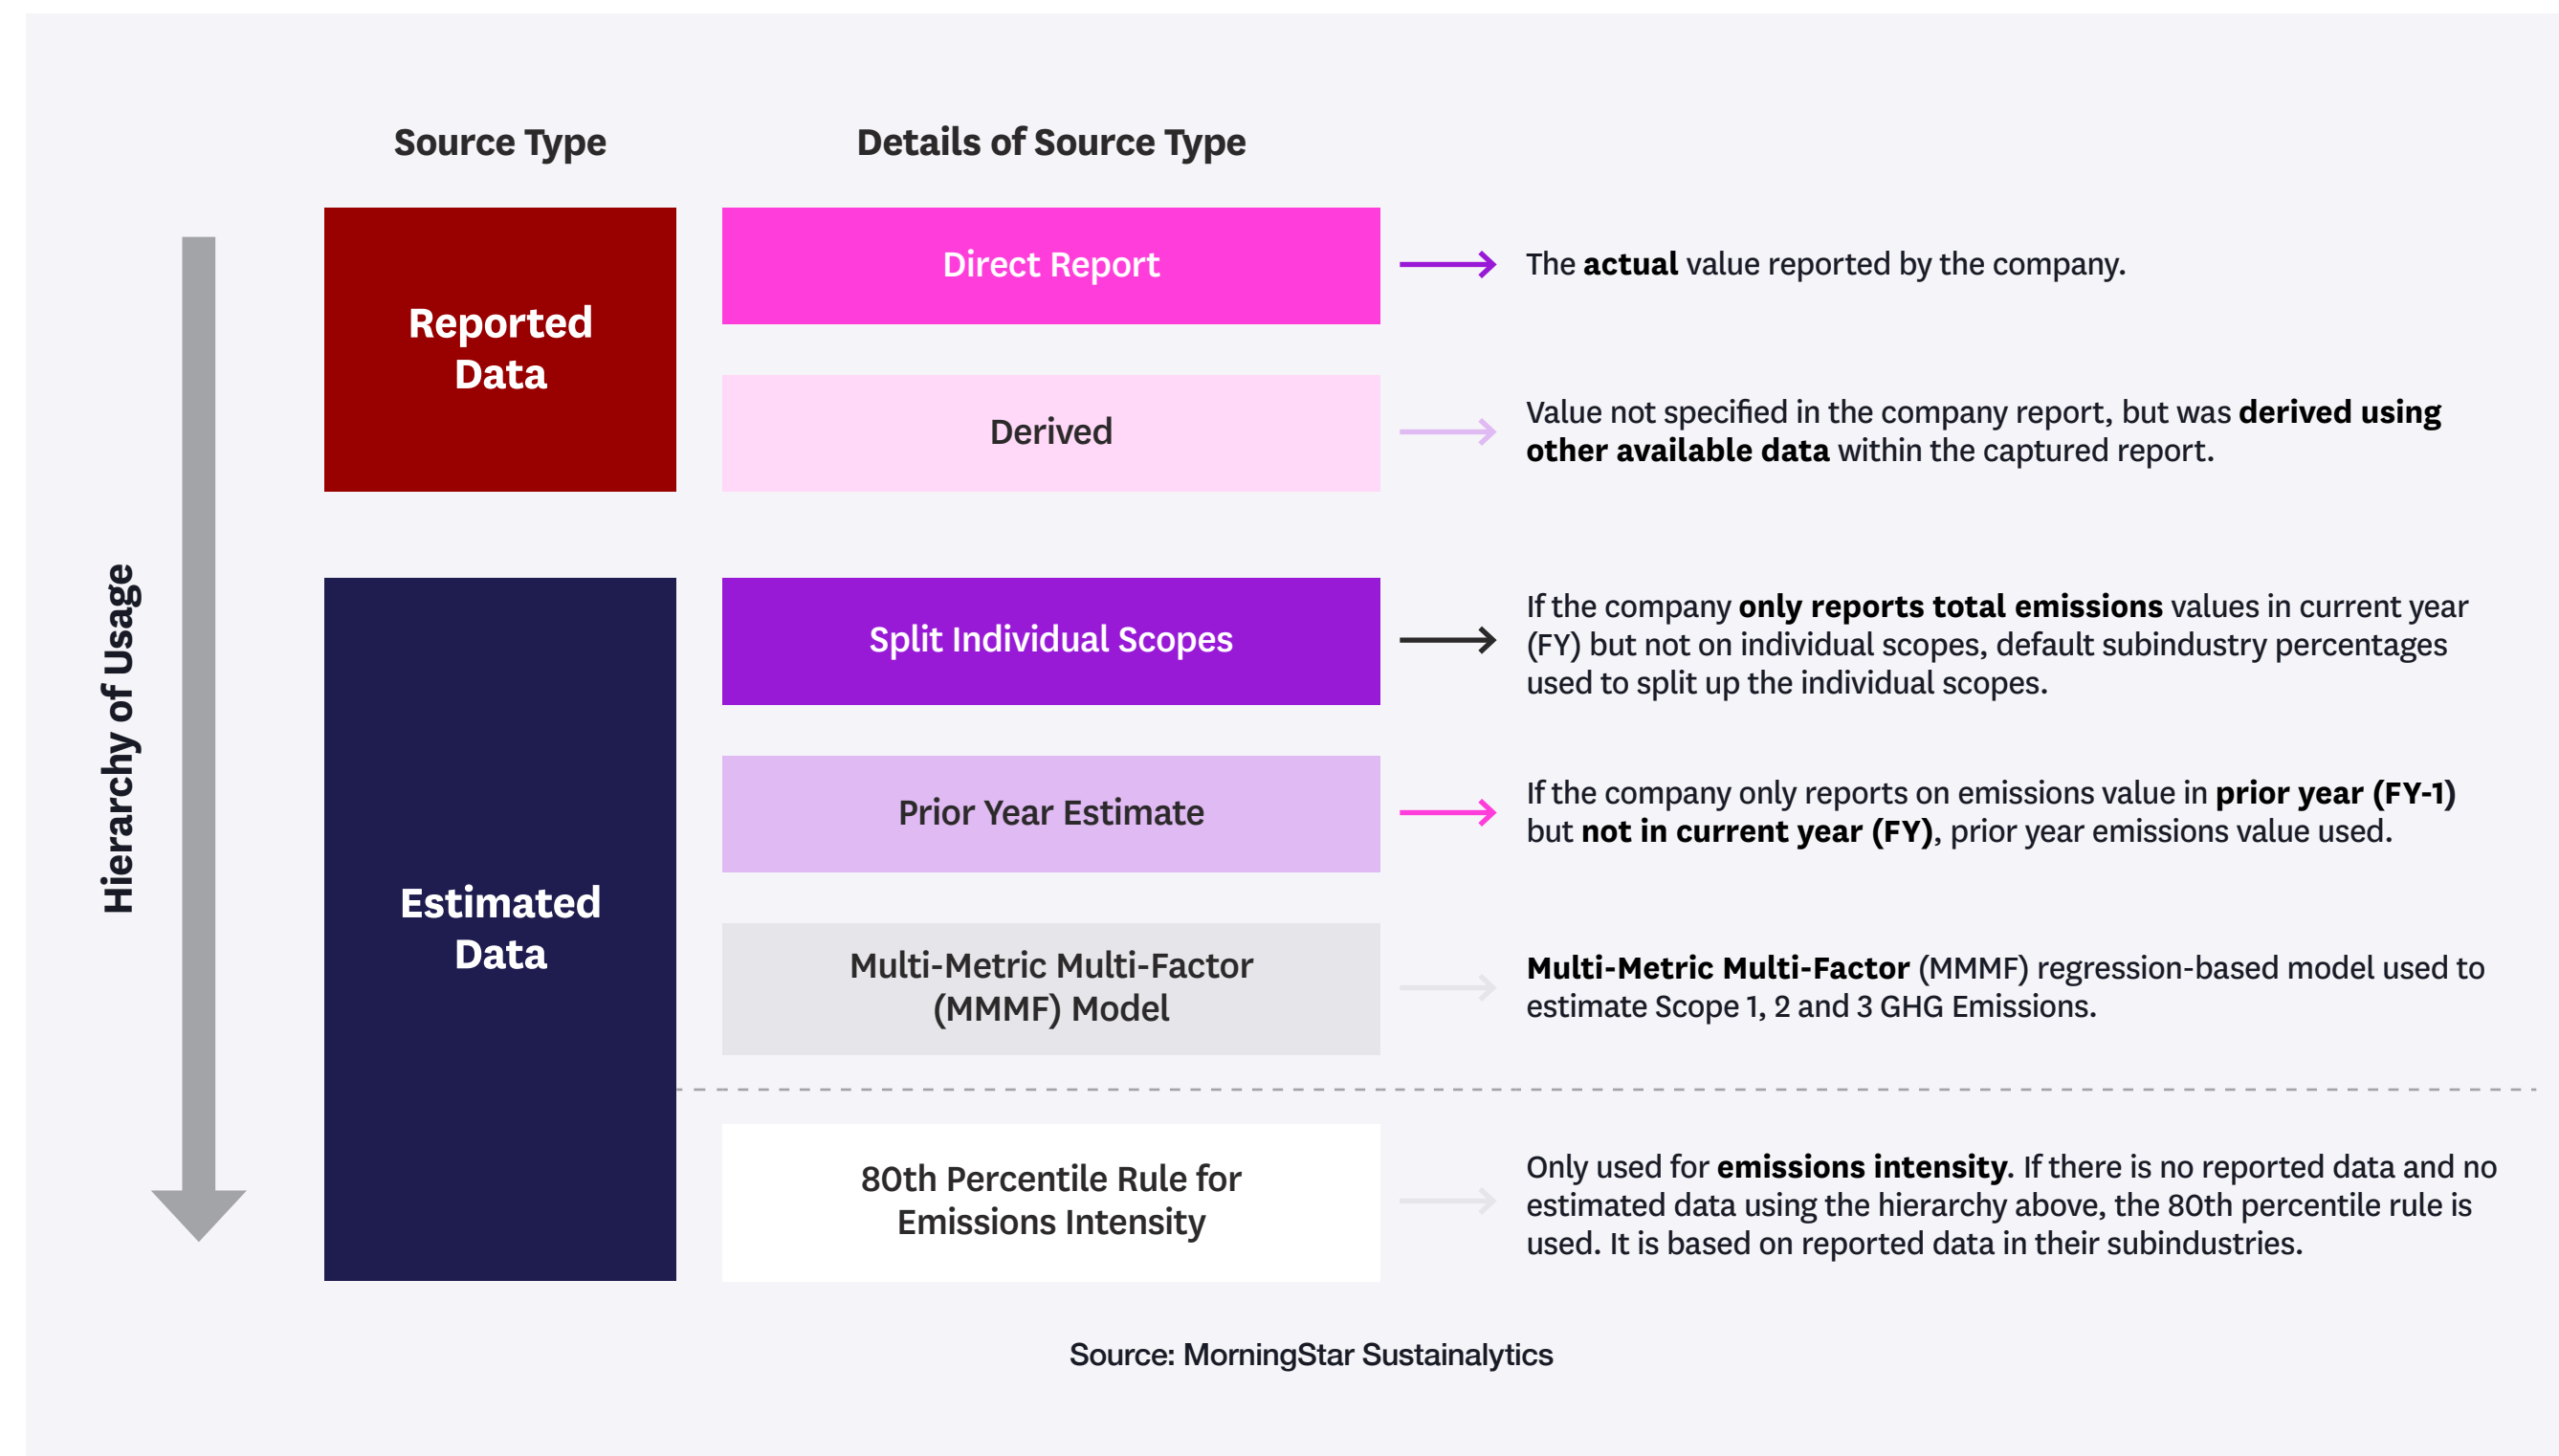 Source Type
Details of Source Type
Hierarchy of Usage
Reported
Data
Direct Report
The actual value reported by the company.
Derived
Value not specified in the company report, but was derived using
other available data within the captured report.
Estimated
Data
Split Individual Scopes
If the company only reports total emissions values in current year
(FY) but not on individual scopes, default subindustry percentages
used to split up the individual scopes.
Prior Year Estimate
If the company only reports on emissions value in prior year (FY-1)
but not in current year (FY), prior year emissions value used.
Multi-Metric Multi-Factor
(MMMF) Model
Multi-Metric Multi-Factor (MMMF) regression-based model used to
estimate Scope 1, 2 and 3 GHG Emissions.
80th Percentile Rule for
Emissions Intensity
Only used for emissions intensity. If there is no reported data and no
estimated data using the hierarchy above, the 80th percentile rule is
used. It is based on reported data in their subindustries.
Source: MorningStar Sustainalytics